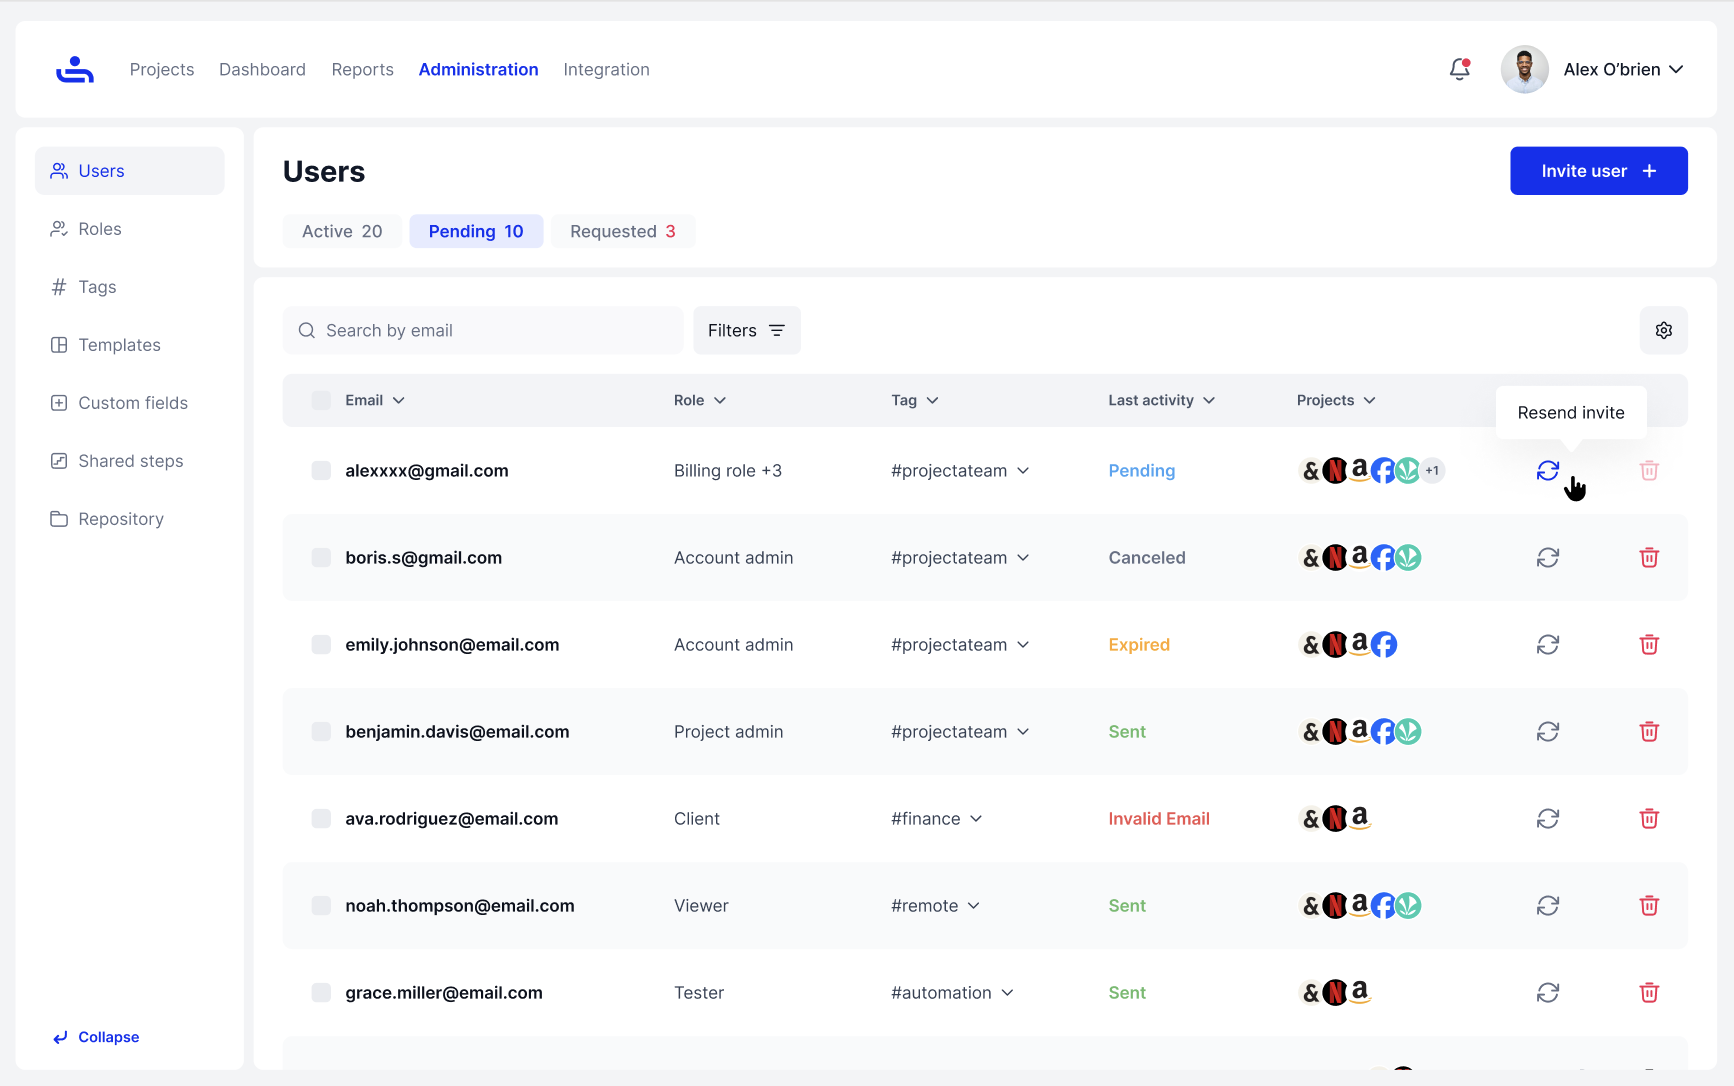 Projects Dashboard Reports Administration Integration Alex O’brien
Users
Roles
Tags
Templates
Custom fields
Shared steps
Repository
Collapse
Users
Invite user +
Active 20 Pending 10 Requested 3
Search by email Filters
Email Role Tag Last activity Projects
Resend invite
alexxxx@gmail.com Billing role +3 #projectateam Pending & N a f +1
boris.s@gmail.com Account admin #projectateam Canceled & N a f
emily.johnson@email.com Account admin #projectateam Expired & N a f
benjamin.davis@email.com Project admin #projectateam Sent & N a f
ava.rodriguez@email.com Client #finance Invalid Email & N a
noah.thompson@email.com Viewer #remote Sent & N a f
grace.miller@email.com Tester #automation Sent & N a